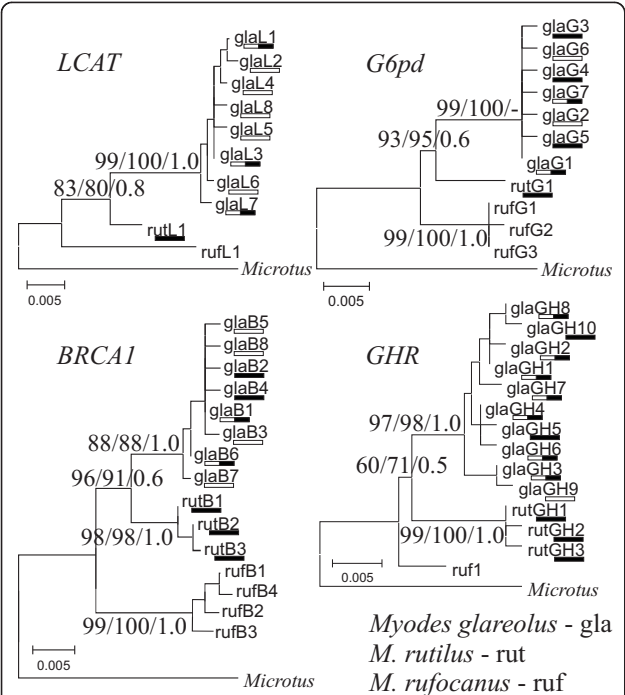 LCAT
glaL1
glaL2
glaL4
glaL8
glaL5
glaL3
glaL6
glaL7
99/100/1.0
83/80/0.8
rutL1
rufL1
Microtus
0.005
G6pd
glaG3
glaG6
glaG4
glaG7
glaG2
glaG5
glaG1
99/100/-
93/95/0.6
rutG1
rufG1
rufG2
rufG3
99/100/1.0
Microtus
0.005
BRCA1
glaB5
glaB8
glaB2
glaB4
glaB1
glaB3
glaB6
glaB7
88/88/1.0
96/91/0.6
rutB1
rutB2
rutB3
98/98/1.0
rufB1
rufB4
rufB2
rufB3
99/100/1.0
Microtus
0.005
GHR
glaGH8
glaGH10
glaGH2
glaGH1
glaGH7
glaGH4
glaGH5
glaGH6
glaGH3
glaGH9
97/98/1.0
60/71/0.5
rutGH1
rutGH2
rutGH3
99/100/1.0
ruf1
Microtus
0.005
Myodes glareolus - gla
M. rutilus - rut
M. rufocanus - ruf